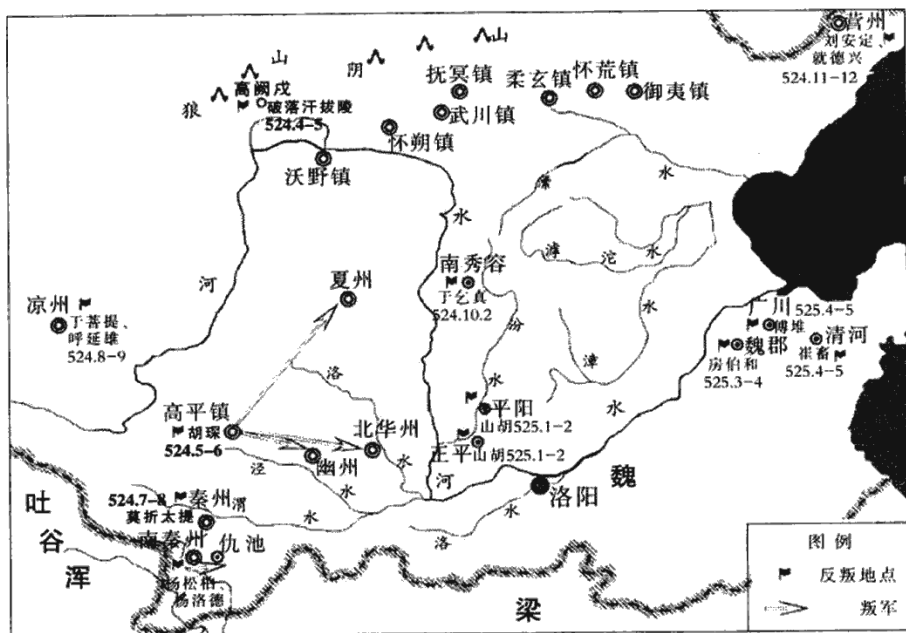 营州
刘安定、
就德兴
524.11-12
山
阴
山
狼
高阙戍
破落汗拔陵
524.4-5
抚冥镇
柔玄镇
怀荒镇
御夷镇
武川镇
怀朔镇
沃野镇
水
水
滹
沱
水
河
南秀容
于乞真
524.10.2
汾
水
水
漳
水
夏州
凉州
于菩提、
呼延雄
524.8-9
广川
525.4-5
傅堆
清河
崔畜
525.4-5
魏郡
房伯和
525.3-4
洛
水
高平镇
胡琛
524.5-6
北华州
豳州
泾
水
平阳
山胡525.1-2
正平
山胡525.1-2
河
洛阳
魏
洛
水
524.7-8
秦州
莫折太提
渭
水
南秦州
仇池
杨松柏、
杨洛德
吐
谷
浑
梁
图例
反叛地点
叛军